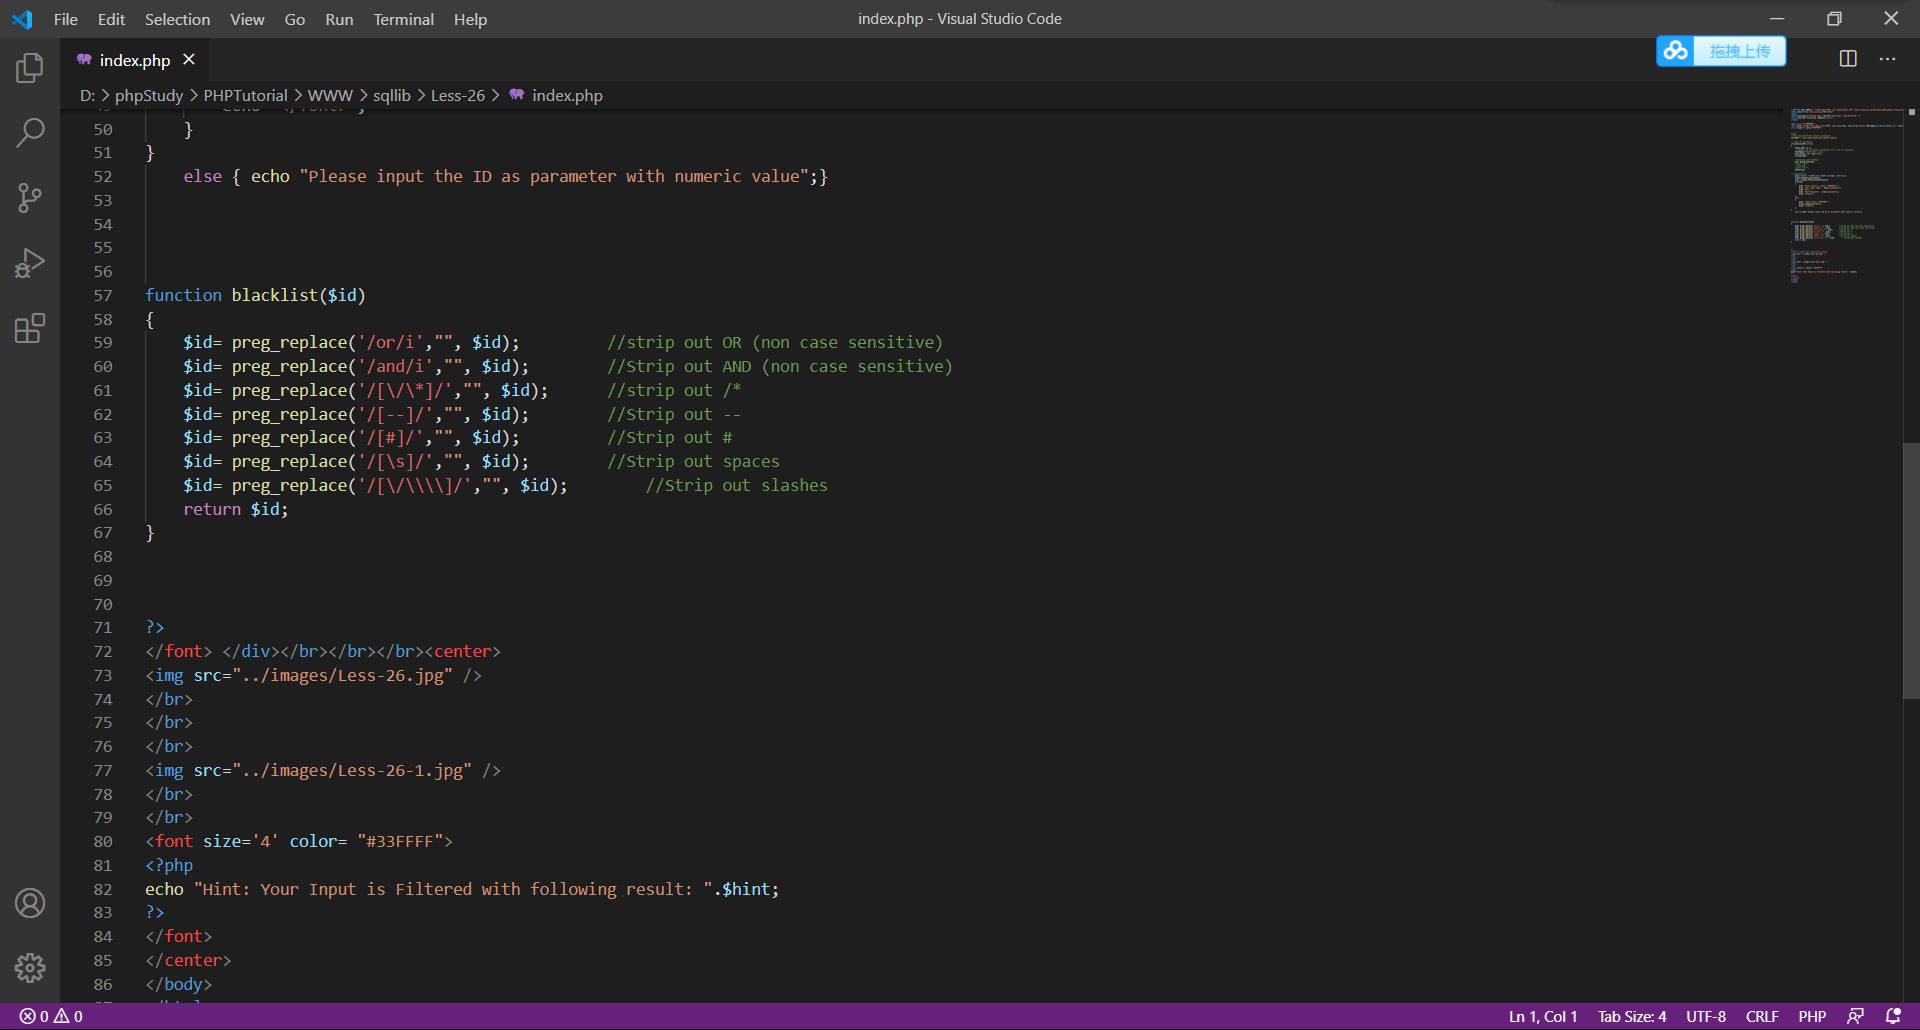 File Edit Selection View Go Run Terminal Help
index.php - Visual Studio Code
index.php
拖拽上传
D: > phpStudy > PHPTutorial > WWW > sqllib > Less-26 > index.php
50 }
51 }
52 else { echo "Please input the ID as parameter with numeric value";}
53
54
55
56
57 function blacklist($id)
58 {
59 $id= preg_replace('/or/i',"", $id); //strip out OR (non case sensitive)
60 $id= preg_replace('/and/i',"", $id); //Strip out AND (non case sensitive)
61 $id= preg_replace('/[\/\*]/',"", $id); //strip out /*
62 $id= preg_replace('/[--]/',"", $id); //Strip out --
63 $id= preg_replace('/[#]/',"", $id); //Strip out #
64 $id= preg_replace('/[\s]/',"", $id); //Strip out spaces
65 $id= preg_replace('/[\/\\\\]/',"", $id); //Strip out slashes
66 return $id;
67 }
68
69
70
71 ?>
72 </font> </div></br></br></br><center>
73 <img src="../images/Less-26.jpg" />
74 </br>
75 </br>
76 </br>
77 <img src="../images/Less-26-1.jpg" />
78 </br>
79 </br>
80 <font size='4' color= "#33FFFF">
81 <?php
82 echo "Hint: Your Input is Filtered with following result: ".$hint;
83 ?>
84 </font>
85 </center>
86 </body>
0 0
Ln 1, Col 1 Tab Size: 4 UTF-8 CRLF PHP